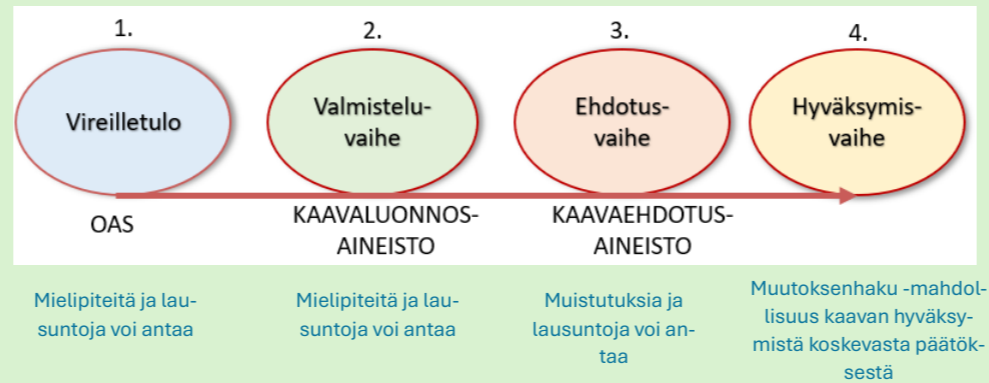 1.
2.
3.
4.
Vireilletulo
Valmistelu-
vaihe
Ehdotus-
vaihe
Hyväksymis-
vaihe
OAS
KAAVALUONNOS-
AINEISTO
KAAVAEHDOTUS-
AINEISTO
Mielipiteitä ja lau-
suntoja voi antaa
Mielipiteitä ja lau-
suntoja voi antaa
Muistutuksia ja
lausuntoja voi an-
taa
Muutoksenhaku -mahdol-
lisuus kaavan hyväksy-
mistä koskevasta päätök-
sestä